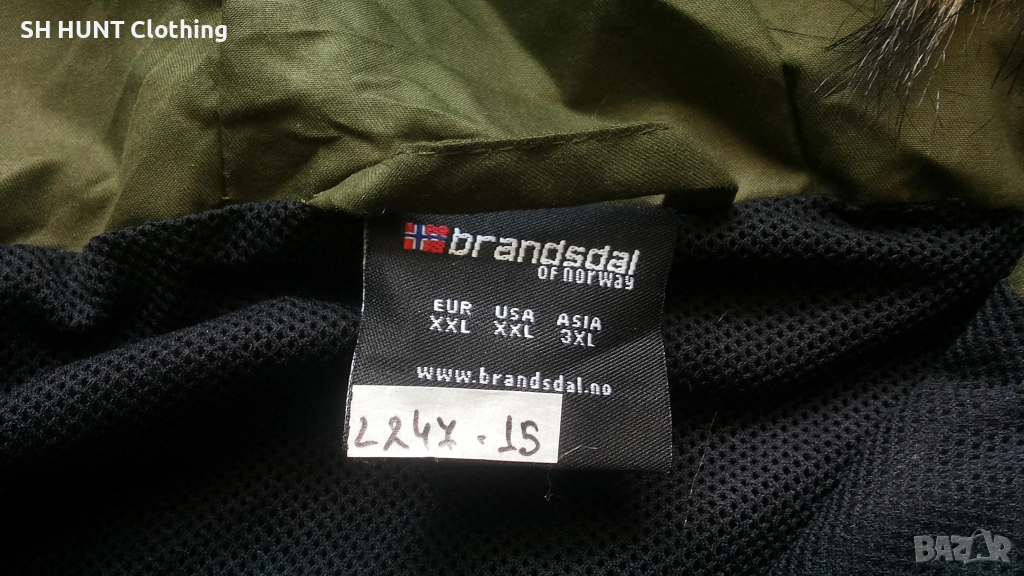 SH HUNT Clothing
brandsdal
OF norway
EUR USA ASIA
XXL XXL 3XL
www.brandsdal.no
2247.15
BAZAR